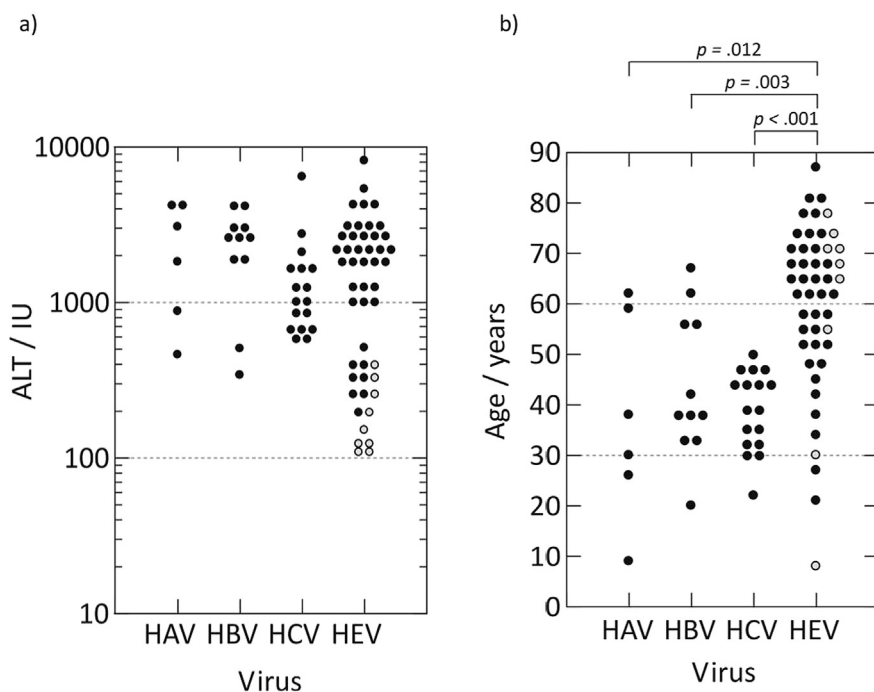 a)
10000
1000
100
10
ALT / IU
HAV HBV HCV HEV
Virus
b)
p = .012
p = .003
p < .001
90
80
70
60
50
40
30
20
10
0
Age / years
HAV HBV HCV HEV
Virus